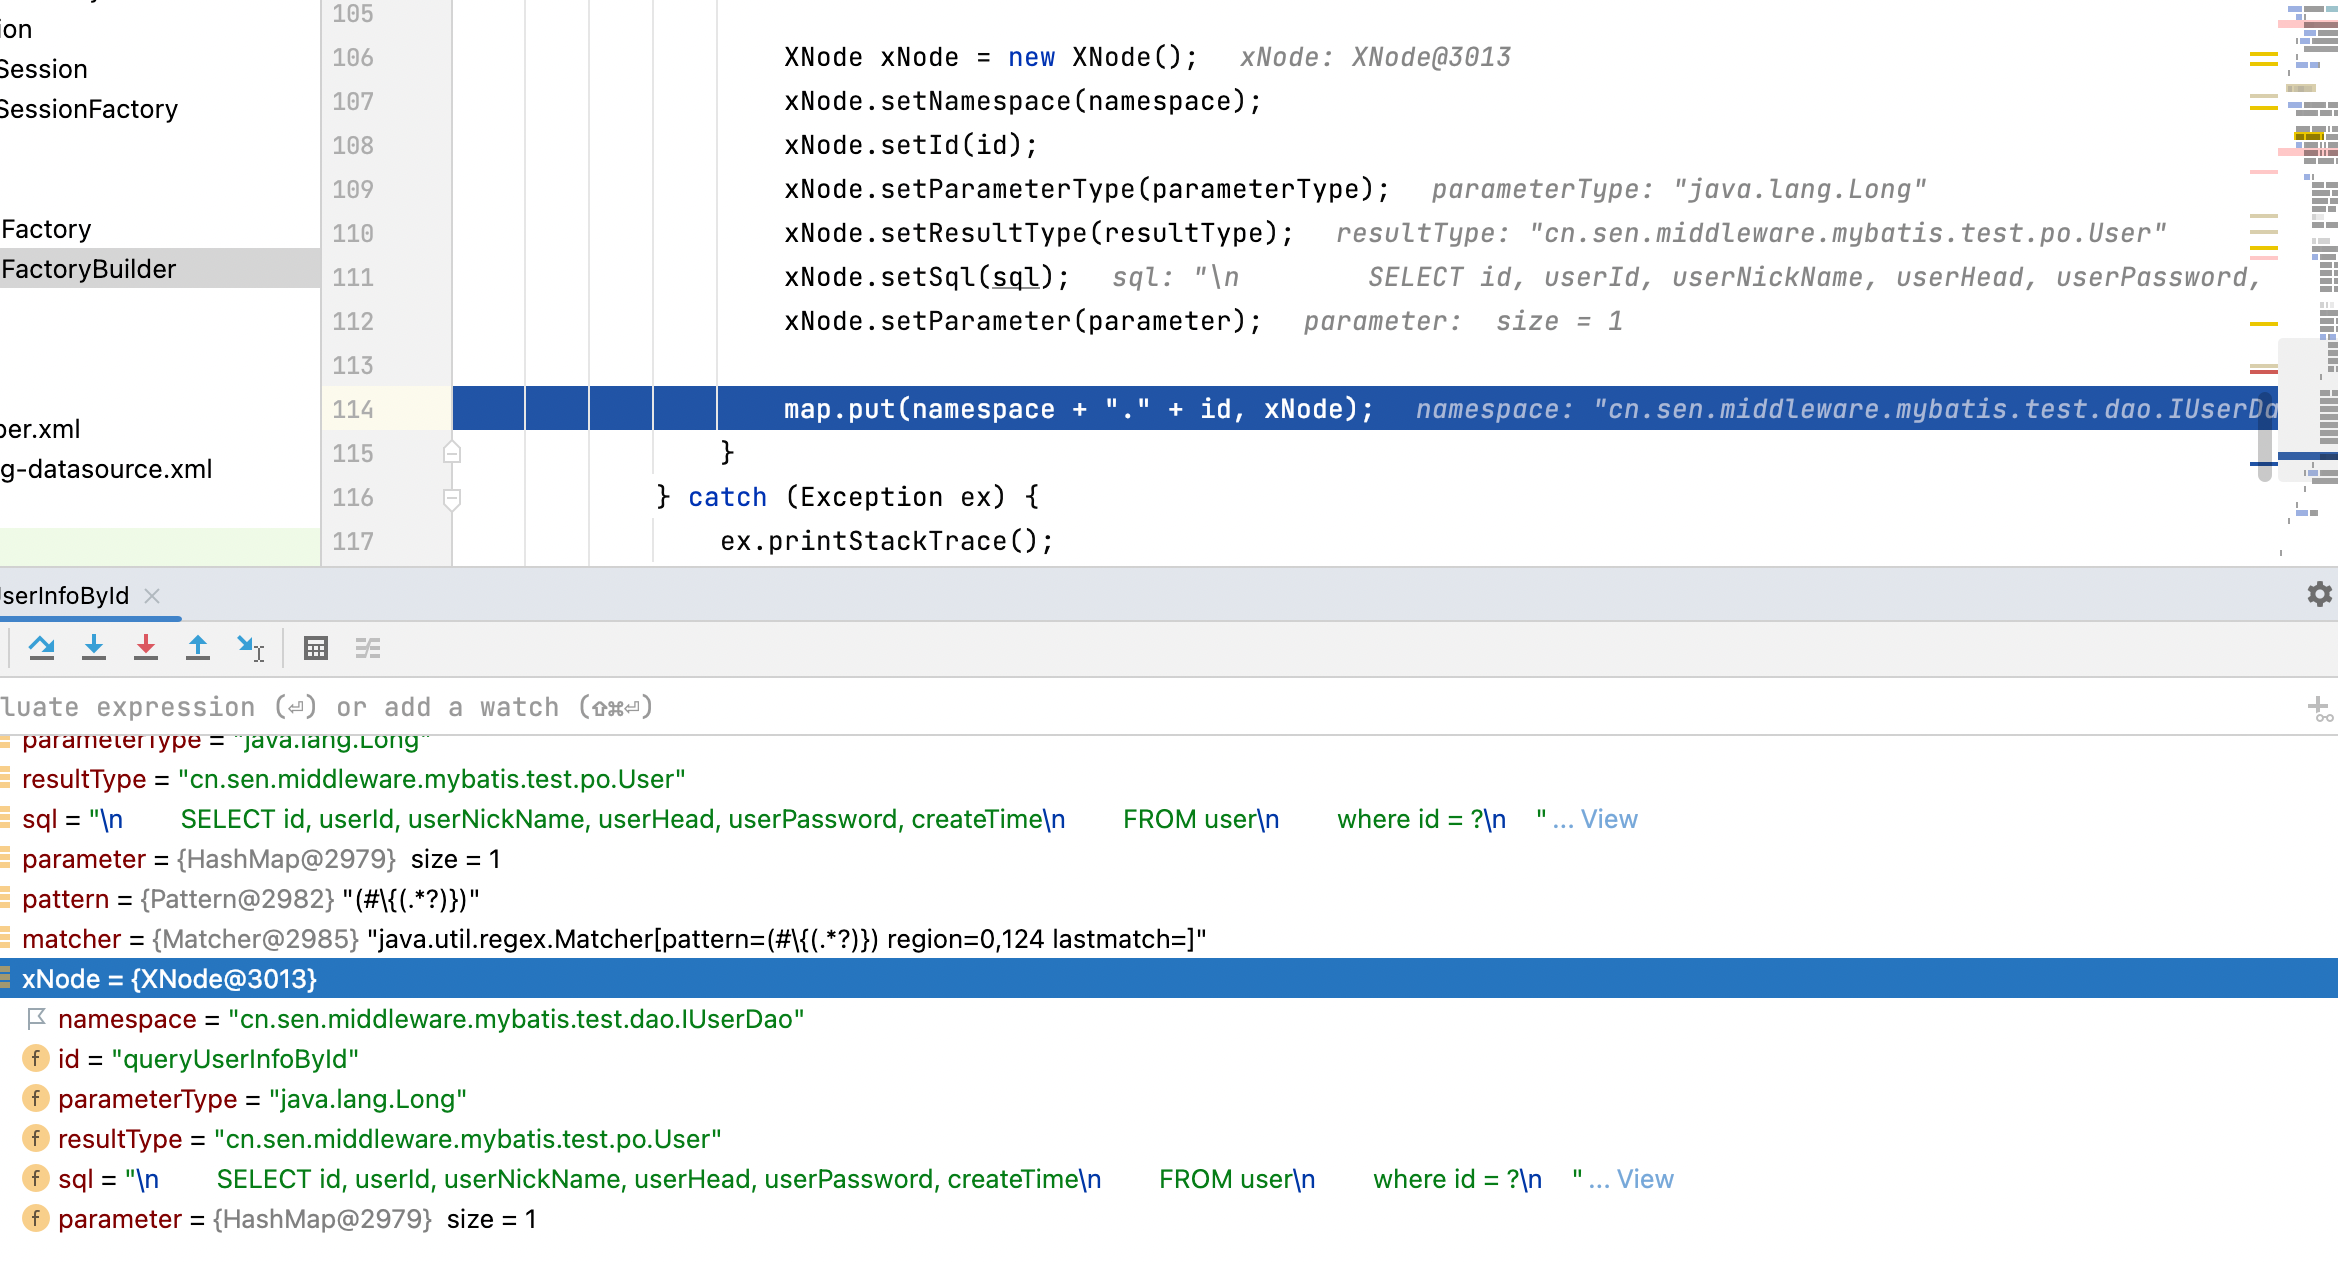 ion
Session
SessionFactory
Factory
FactoryBuilder
per.xml
g-datasource.xml
105
106 XNode xNode = new XNode(); xNode: XNode@3013
107 xNode.setNamespace(namespace);
108 xNode.setId(id);
109 xNode.setParameterType(parameterType); parameterType: "java.lang.Long"
110 xNode.setResultType(resultType); resultType: "cn.sen.middleware.mybatis.test.po.User"
111 xNode.setSql(sql); sql: "\n SELECT id, userId, userNickName, userHead, userPassword,
112 xNode.setParameter(parameter); parameter: size = 1
113
114 map.put(namespace + "." + id, xNode); namespace: "cn.sen.middleware.mybatis.test.dao.IUserDa
115 }
116 } catch (Exception ex) {
117 ex.printStackTrace();
UserInfoById
luate expression (⏎) or add a watch (⇧⌘⏎)
parameterType = "java.lang.Long"
resultType = "cn.sen.middleware.mybatis.test.po.User"
sql = "\n SELECT id, userId, userNickName, userHead, userPassword, createTime\n FROM user\n where id = ?\n " ... View
parameter = {HashMap@2979} size = 1
pattern = {Pattern@2982} "(#\{(.*?)})"
matcher = {Matcher@2985} "java.util.regex.Matcher[pattern=(#\{(.*?)}) region=0,124 lastmatch=]"
xNode = {XNode@3013}
namespace = "cn.sen.middleware.mybatis.test.dao.IUserDao"
f id = "queryUserInfoById"
f parameterType = "java.lang.Long"
f resultType = "cn.sen.middleware.mybatis.test.po.User"
f sql = "\n SELECT id, userId, userNickName, userHead, userPassword, createTime\n FROM user\n where id = ?\n " ... View
f parameter = {HashMap@2979} size = 1